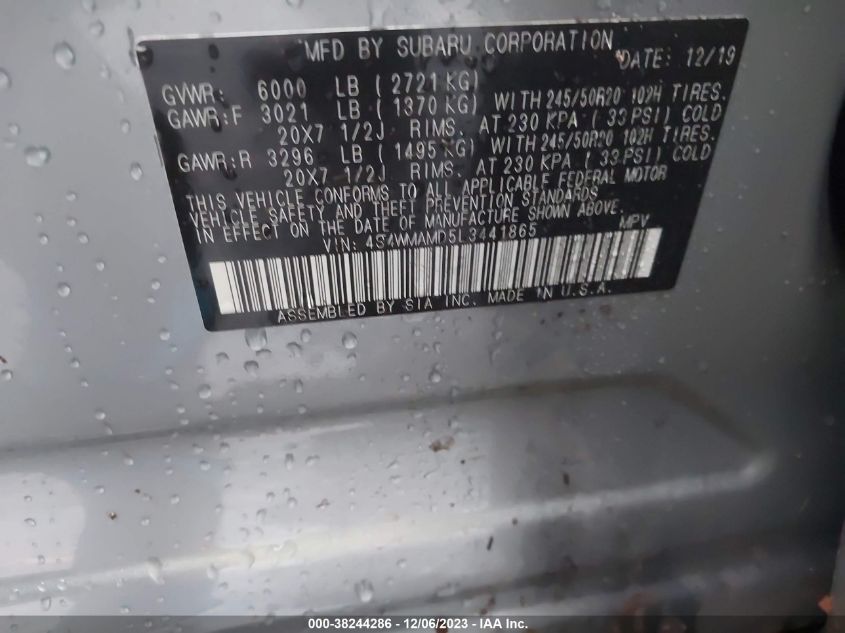 MFD BY SUBARU CORPORATION DATE: 12/19
GVWR: 6000 LB ( 2721 KG)
GAWR:F 3021 LB ( 1370 KG) WITH 245/50R20 102H TIRES.
20X7 1/2J RIMS. AT 230 KPA ( 33 PSI) COLD
GAWR:R 3296 LB ( 1495 KG) WITH 245/50R20 102H TIRES.
20X7 1/2J RIMS. AT 230 KPA ( 33 PSI) COLD
THIS VEHICLE CONFORMS TO ALL APPLICABLE FEDERAL MOTOR
VEHICLE SAFETY AND THEFT PREVENTION STANDARDS
IN EFFECT ON THE DATE OF MANUFACTURE SHOWN ABOVE.
VIN: 4S4WMAMD5L3441865 MPV
ASSEMBLED BY SIA INC. MADE IN U.S.A.
000-38244286 - 12/06/2023 - IAA Inc.